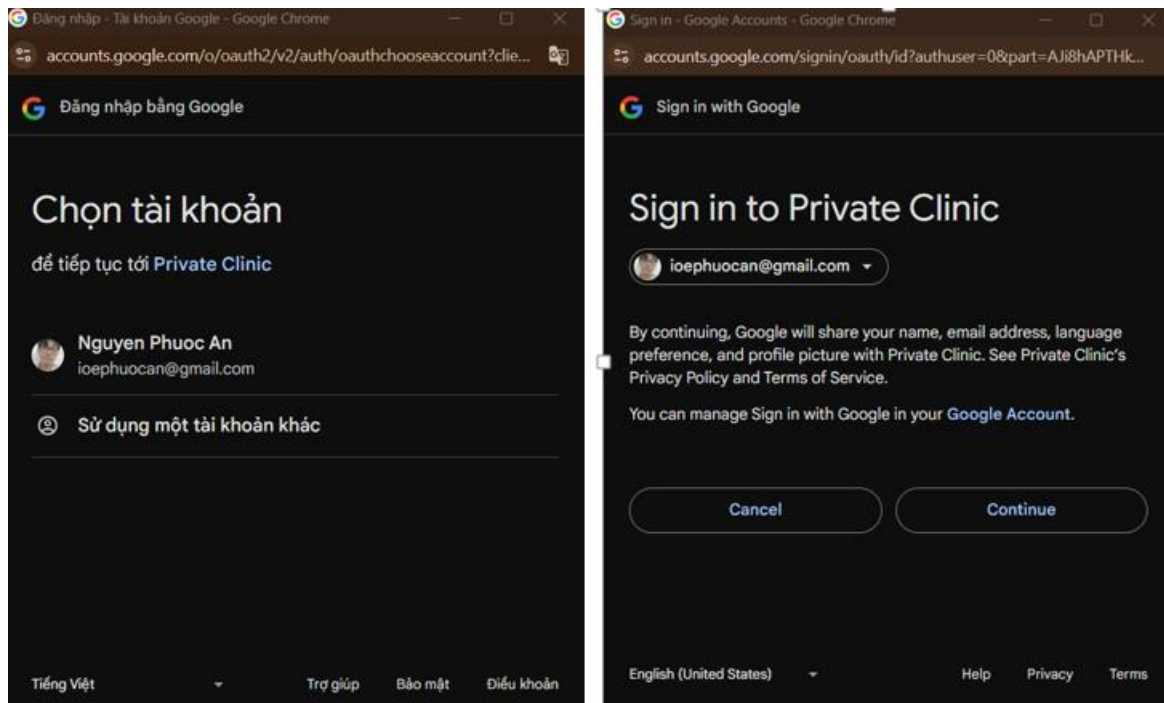 Đăng nhập - Tài khoản Google - Google Chrome
accounts.google.com/o/oauth2/v2/auth/oauthchooseaccount?clie...
Đăng nhập bằng Google
Chọn tài khoản
để tiếp tục tới Private Clinic
Nguyen Phuoc An
ioephuocan@gmail.com
Sử dụng một tài khoản khác
Tiếng Việt
Trợ giúp Bảo mật Điều khoản
Sign in - Google Accounts - Google Chrome
accounts.google.com/signin/oauth/id?authuser=0&part=AJi8hAPTHk...
Sign in with Google
Sign in to Private Clinic
ioephuocan@gmail.com
By continuing, Google will share your name, email address, language
preference, and profile picture with Private Clinic. See Private Clinic's
Privacy Policy and Terms of Service.
You can manage Sign in with Google in your Google Account.
Cancel Continue
English (United States)
Help Privacy Terms